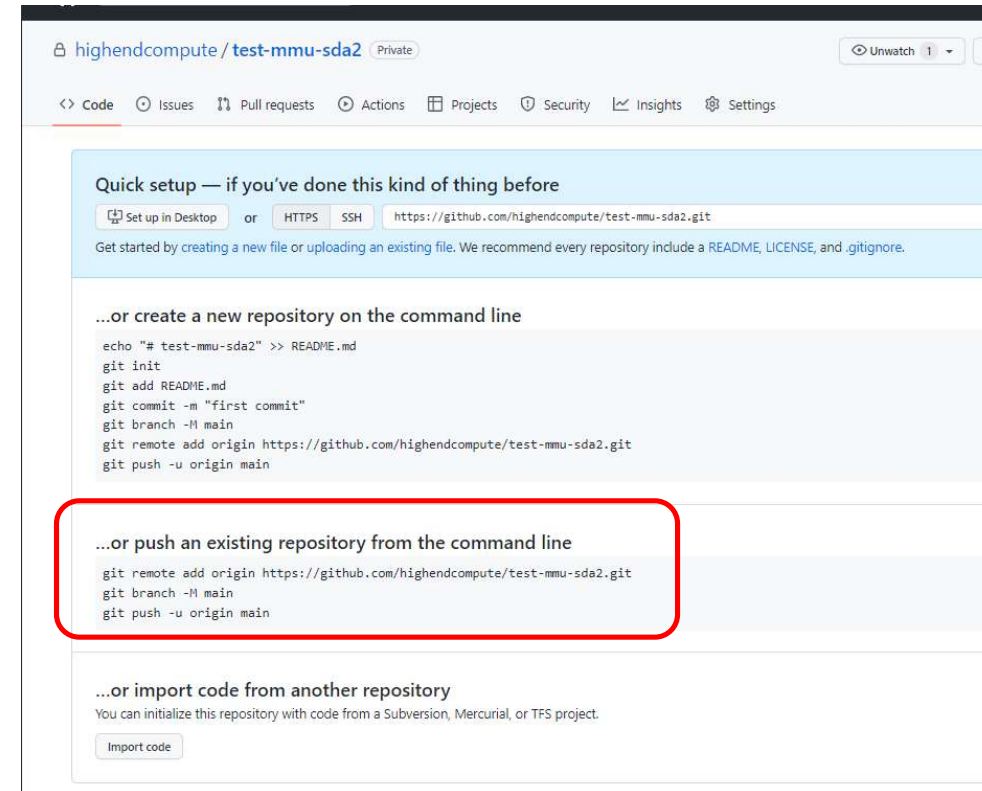 highendcompute / test-mmu-sda2 Private
Unwatch 1
Code Issues Pull requests Actions Projects Security Insights Settings
Quick setup — if you've done this kind of thing before
Set up in Desktop or HTTPS SSH https://github.com/highendcompute/test-mmu-sda2.git
Get started by creating a new file or uploading an existing file. We recommend every repository include a README, LICENSE, and .gitignore.
...or create a new repository on the command line
echo "# test-mmu-sda2" >> README.md
git init
git add README.md
git commit -m "first commit"
git branch -M main
git remote add origin https://github.com/highendcompute/test-mmu-sda2.git
git push -u origin main
...or push an existing repository from the command line
git remote add origin https://github.com/highendcompute/test-mmu-sda2.git
git branch -M main
git push -u origin main
...or import code from another repository
You can initialize this repository with code from a Subversion, Mercurial, or TFS project.
Import code